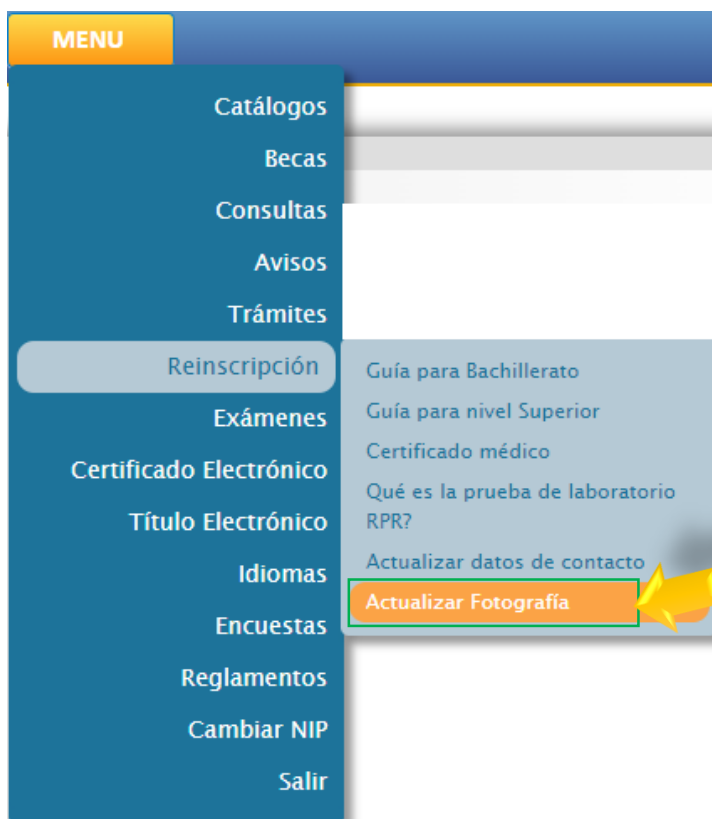 MENU
Catálogos
Becas
Consultas
Avisos
Trámites
Reinscripción
Guía para Bachillerato
Guía para nivel Superior
Certificado médico
Qué es la prueba de laboratorio
RPR?
Actualizar datos de contacto
Actualizar Fotografía
Exámenes
Certificado Electrónico
Título Electrónico
Idiomas
Encuestas
Reglamentos
Cambiar NIP
Salir